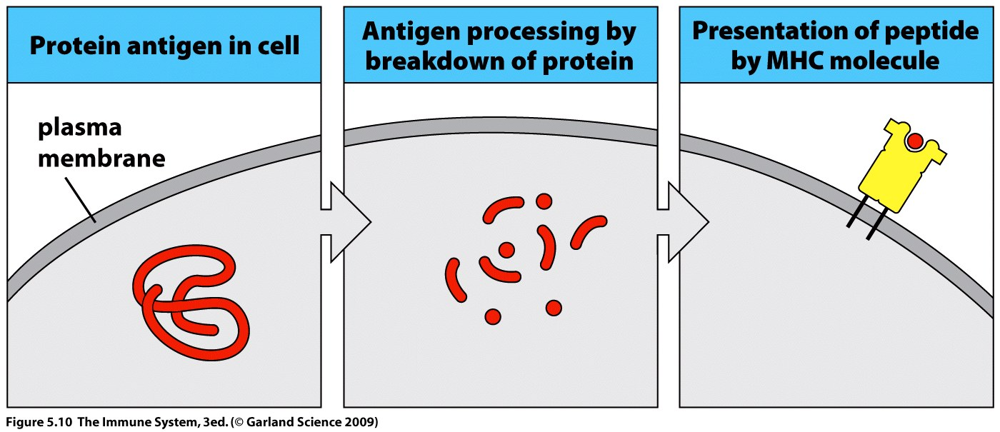 Protein antigen in cell
Antigen processing by
breakdown of protein
Presentation of peptide
by MHC molecule
plasma
membrane
Figure 5.10 The Immune System, 3ed. (© Garland Science 2009)